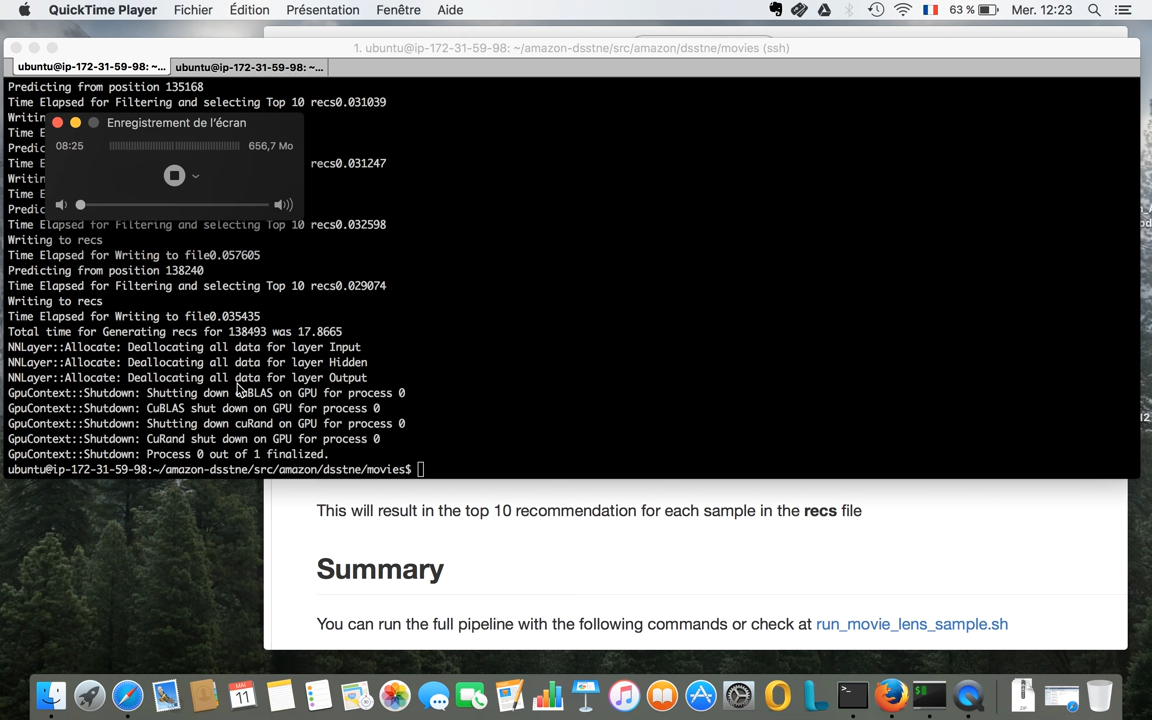 QuickTime Player Fichier Édition Présentation Fenêtre Aide 63 % Mer. 12:23
1. ubuntu@ip-172-31-59-98: ~/amazon-dsstne/src/amazon/dsstne/movies (ssh)
ubuntu@ip-172-31-59-98: ~... ubuntu@ip-172-31-59-98: ~...
Predicting from position 135168
Time Elapsed for Filtering and selecting Top 10 recs0.031039
Writin
Enregistrement de l'écran
Time E
08:25 656,7 Mo
Predic
Time E recs0.031247
Writin
Time E
Predic
Time Elapsed for Filtering and selecting Top 10 recs0.032598
Writing to recs
Time Elapsed for Writing to file0.057605
Predicting from position 138240
Time Elapsed for Filtering and selecting Top 10 recs0.029074
Writing to recs
Time Elapsed for Writing to file0.035435
Total time for Generating recs for 138493 was 17.8665
NNLayer::Allocate: Deallocating all data for layer Input
NNLayer::Allocate: Deallocating all data for layer Hidden
NNLayer::Allocate: Deallocating all data for layer Output
GpuContext::Shutdown: Shutting down cuBLAS on GPU for process 0
GpuContext::Shutdown: CuBLAS shut down on GPU for process 0
GpuContext::Shutdown: Shutting down cuRand on GPU for process 0
GpuContext::Shutdown: CuRand shut down on GPU for process 0
GpuContext::Shutdown: Process 0 out of 1 finalized.
ubuntu@ip-172-31-59-98:~/amazon-dsstne/src/amazon/dsstne/movies$
This will result in the top 10 recommendation for each sample in the recs file
Summary
You can run the full pipeline with the following commands or check at run_movie_lens_sample.sh
MAI
11